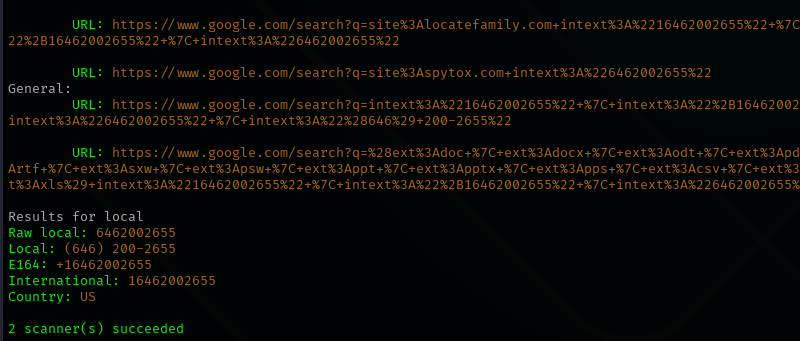 URL: https://www.google.com/search?q=site%3Alocatefamily.com+intext%3A%2216462002655%22+%7C
22%2B16462002655%22+%7C+intext%3A%226462002655%22
URL: https://www.google.com/search?q=site%3Aspytox.com+intext%3A%226462002655%22
General:
URL: https://www.google.com/search?q=intext%3A%2216462002655%22+%7C+intext%3A%22%2B16462002
intext%3A%226462002655%22+%7C+intext%3A%22%28646%29+200-2655%22
URL: https://www.google.com/search?q=%28ext%3Adoc+%7C+ext%3Adocx+%7C+ext%3Aodt+%7C+ext%3Apd
Artf+%7C+ext%3Asxw+%7C+ext%3Apsw+%7C+ext%3Appt+%7C+ext%3Apptx+%7C+ext%3Apps+%7C+ext%3Acsv+%7C+ext%3
t%3Axls%29+intext%3A%2216462002655%22+%7C+intext%3A%22%2B16462002655%22+%7C+intext%3A%226462002655%
Results for local
Raw local: 6462002655
Local: (646) 200-2655
E164: +16462002655
International: 16462002655
Country: US
2 scanner(s) succeeded